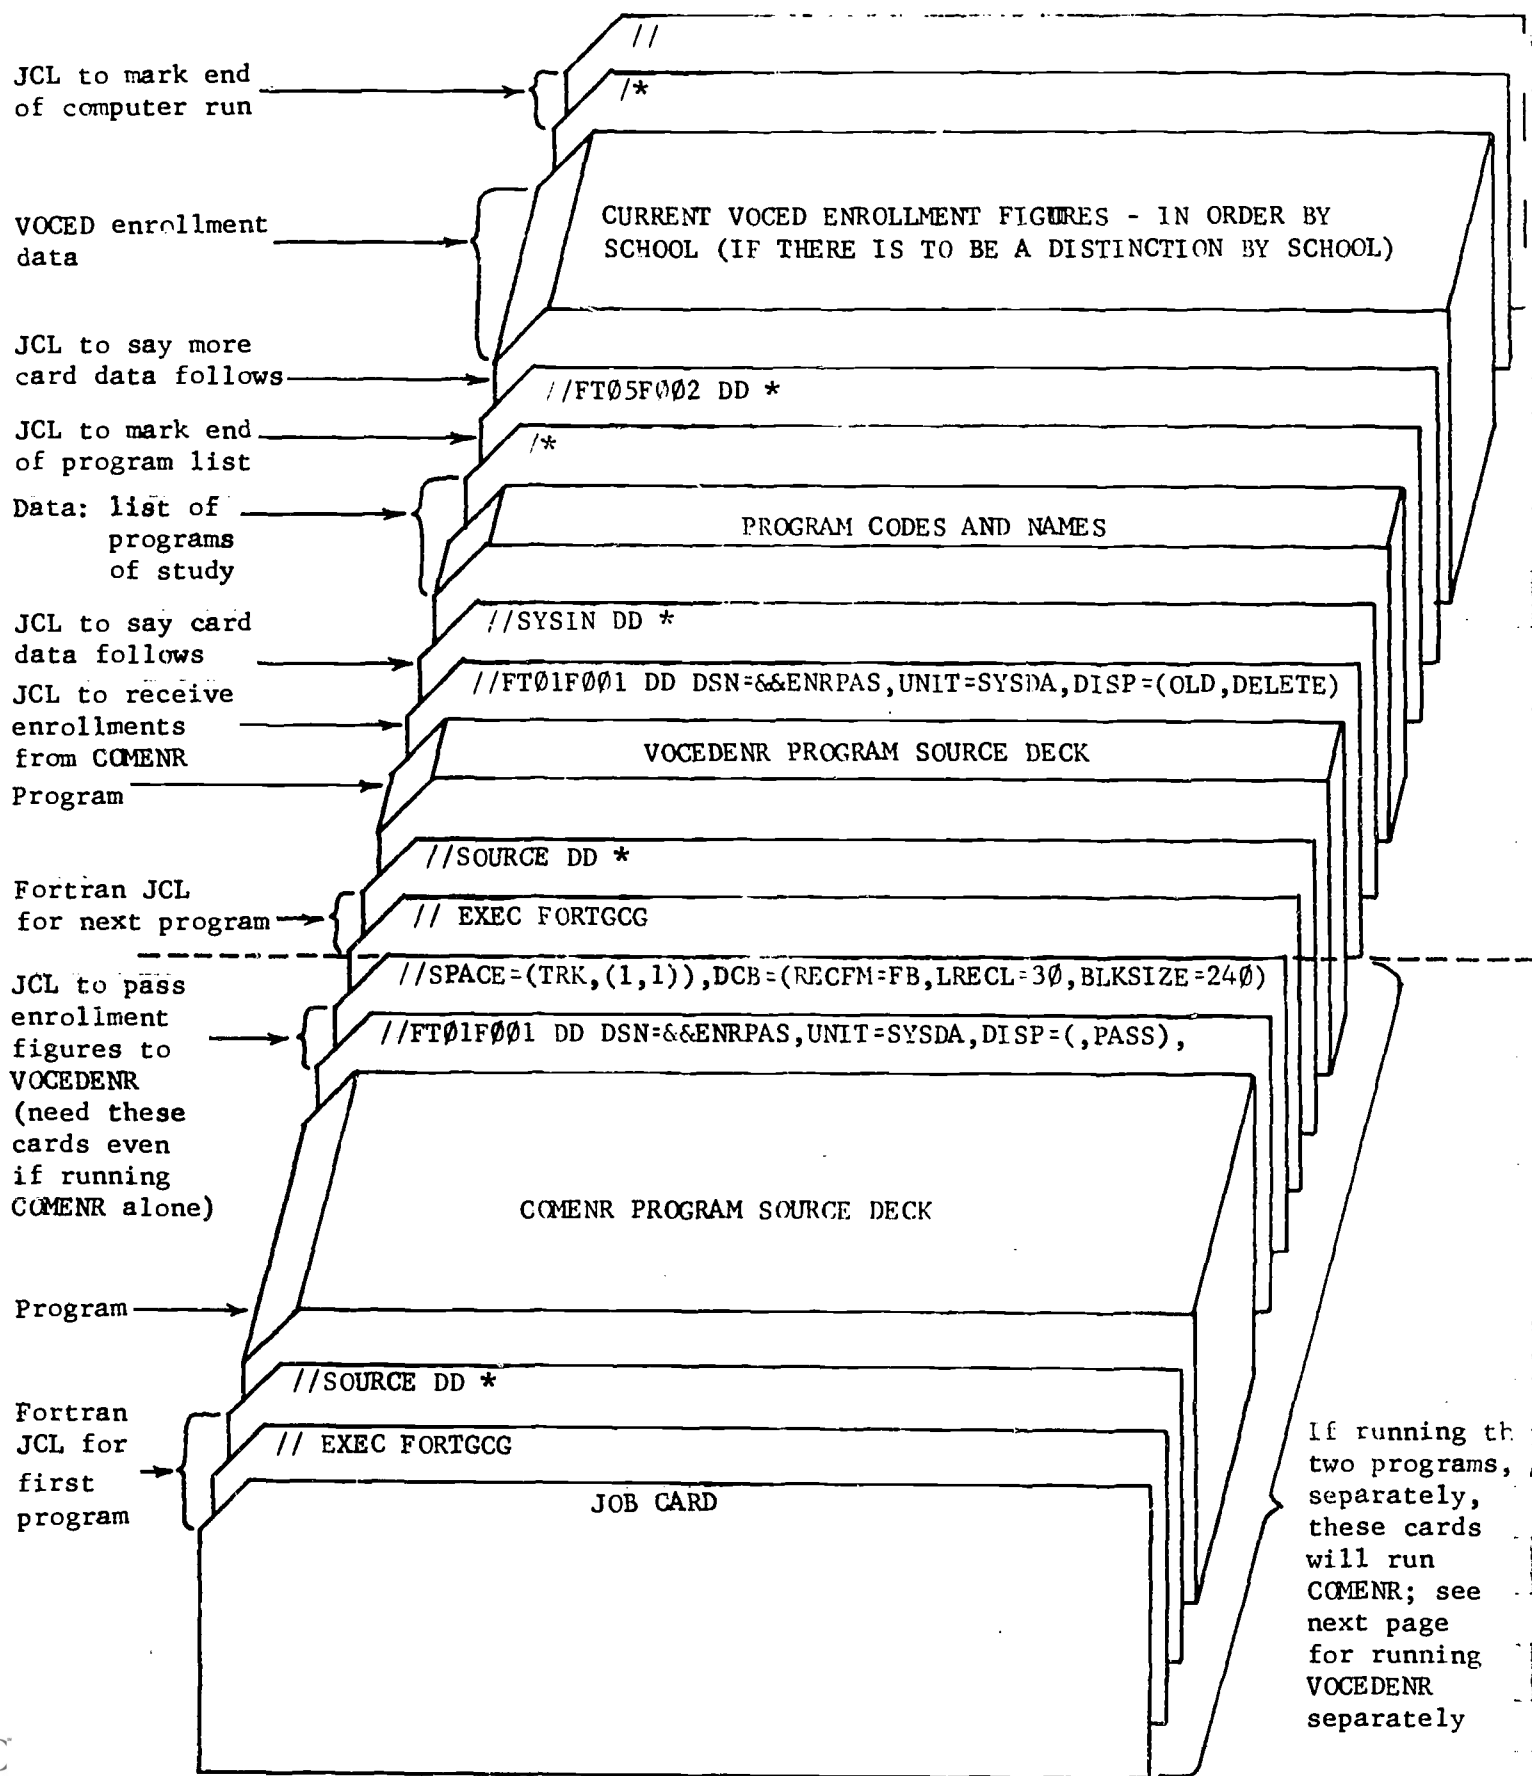 //
JCL to mark end
of computer run
/*
VOCED enrollment
data
CURRENT VOCED ENROLLMENT FIGURES - IN ORDER BY
SCHOOL (IF THERE IS TO BE A DISTINCTION BY SCHOOL)
JCL to say more
card data follows
//FTØ5FØØ2 DD *
JCL to mark end
of program list
/*
Data: list of
programs
of study
PROGRAM CODES AND NAMES
JCL to say card
data follows
//SYSIN DD *
JCL to receive
enrollments
from COMENR
//FTØ1FØØ1 DD DSN=&&ENRPAS,UNIT=SYSDA,DISP=(OLD,DELETE)
Program
VOCEDENR PROGRAM SOURCE DECK
//SOURCE DD *
Fortran JCL
for next program
// EXEC FORTGCG
//SPACE=(TRK,(1,1)),DCB=(RECFM=FB,LRECL=3Ø,BLKSIZE=24Ø)
JCL to pass
enrollment
figures to
VOCEDENR
(need these
cards even
if running
COMENR alone)
//FTØ1FØØ1 DD DSN=&&ENRPAS,UNIT=SYSDA,DISP=(,PASS),
COMENR PROGRAM SOURCE DECK
Program
//SOURCE DD *
Fortran
JCL for
first
program
// EXEC FORTGCG
JOB CARD
If running th
two programs,
separately,
these cards
will run
COMENR; see
next page
for running
VOCEDENR
separately